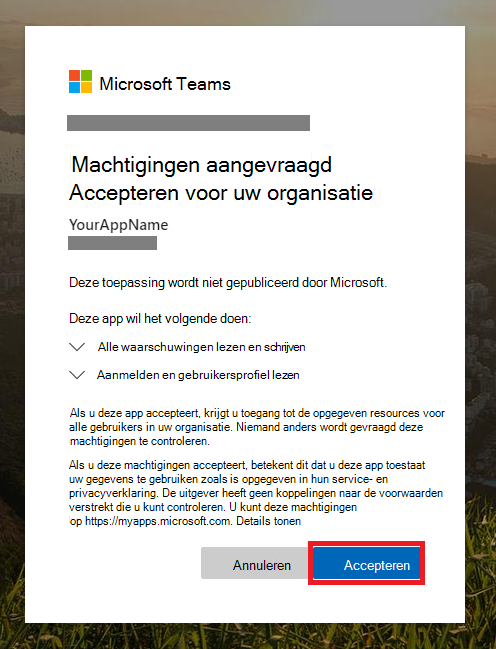 Microsoft Teams
Machtigingen aangevraagd
Accepteren voor uw organisatie
YourAppName
Deze toepassing wordt niet gepubliceerd door Microsoft.
Deze app wil het volgende doen:
Alle waarschuwingen lezen en schrijven
Aanmelden en gebruikersprofiel lezen
Als u deze app accepteert, krijgt u toegang tot de opgegeven resources voor
alle gebruikers in uw organisatie. Niemand anders wordt gevraagd deze
machtigingen te controleren.
Als u deze machtigingen accepteert, betekent dit dat u deze app toestaat
uw gegevens te gebruiken zoals is opgegeven in hun service- en
privacyverklaring. De uitgever heeft geen koppelingen naar de voorwaarden
verstrekt die u kunt controleren. U kunt deze machtigingen
op https://myapps.microsoft.com. Details tonen
Annuleren
Accepteren